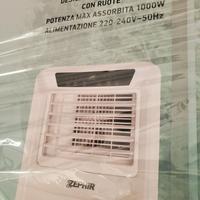 CON RUOTE
POTENZA MAX ASSORBITA 1000W
ALIMENTAZIONE 220-240V~50Hz
ZEPHIR